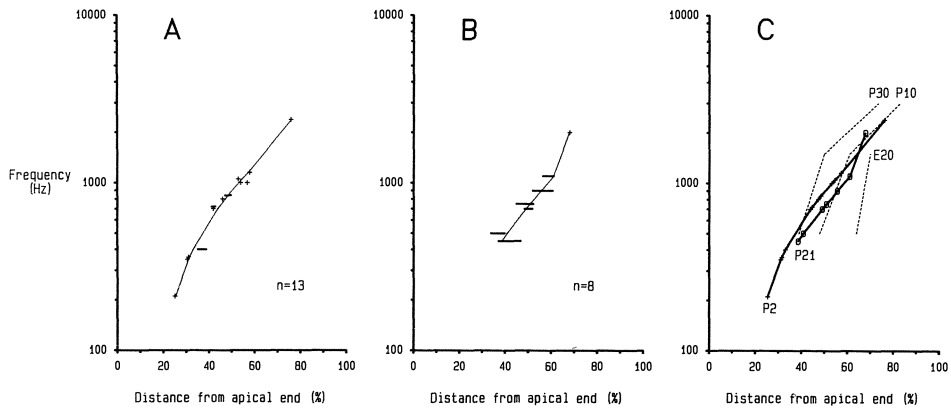 A
B
C
10000
1000
100
Frequency
(Hz)
n=13
0 20 40 60 80 100
Distance from apical end (%)
10000
1000
100
n=8
0 20 40 60 80 100
Distance from apical end (%)
10000
1000
100
P30 P10
E20
P21
P2
0 20 40 60 80 100
Distance from apical end (%)